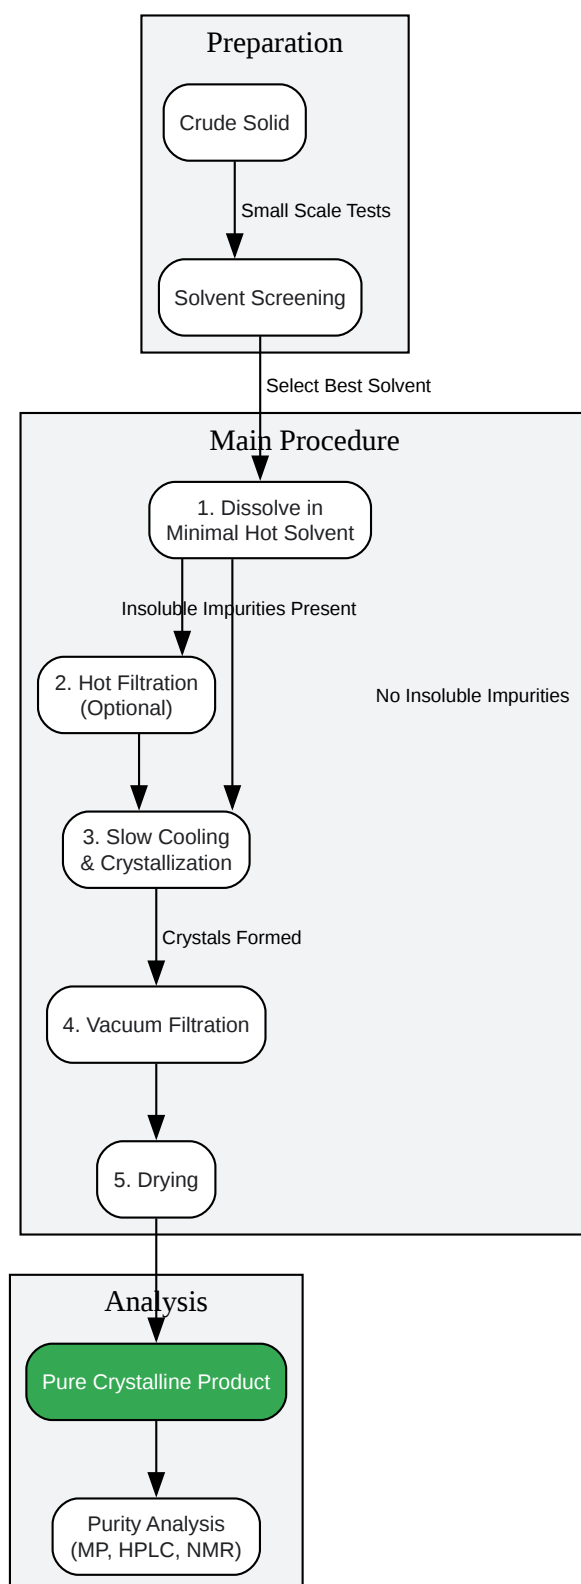 Preparation
Crude Solid
Small Scale Tests
Solvent Screening
Select Best Solvent
Main Procedure
1. Dissolve in
Minimal Hot Solvent
Insoluble Impurities Present
2. Hot Filtration
(Optional)
No Insoluble Impurities
3. Slow Cooling
& Crystallization
Crystals Formed
4. Vacuum Filtration
5. Drying
Analysis
Pure Crystalline Product
Purity Analysis
(MP, HPLC, NMR)